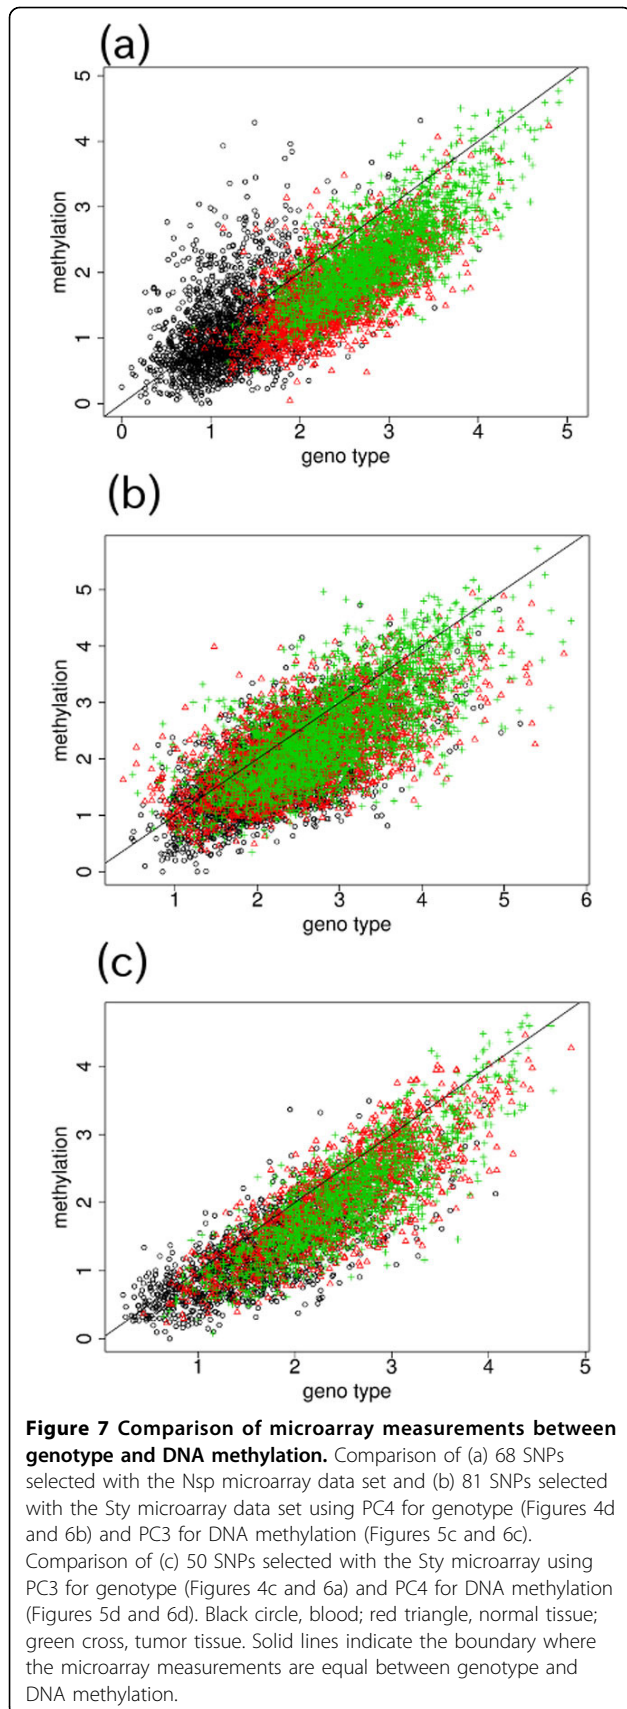 (a)
5
4
3
2
1
0
methylation
0 1 2 3 4 5
geno type
(b)
5
4
3
2
1
0
methylation
1 2 3 4 5 6
geno type
(c)
4
3
2
1
0
methylation
1 2 3 4 5
geno type
Figure 7 Comparison of microarray measurements between
genotype and DNA methylation. Comparison of (a) 68 SNPs
selected with the Nsp microarray data set and (b) 81 SNPs selected
with the Sty microarray data set using PC4 for genotype (Figures 4d
and 6b) and PC3 for DNA methylation (Figures 5c and 6c).
Comparison of (c) 50 SNPs selected with the Sty microarray using
PC3 for genotype (Figures 4c and 6a) and PC4 for DNA methylation
(Figures 5d and 6d). Black circle, blood; red triangle, normal tissue;
green cross, tumor tissue. Solid lines indicate the boundary where
the microarray measurements are equal between genotype and
DNA methylation.